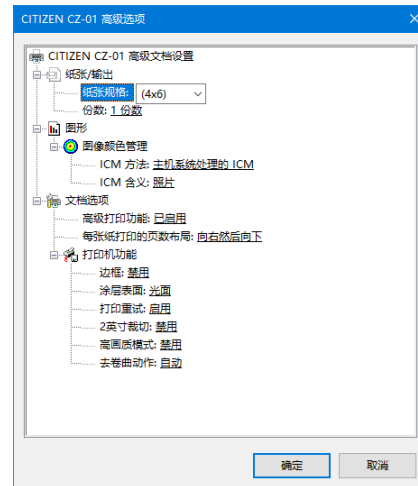 CITIZEN CZ-01 高级选项
CITIZEN CZ-01 高级文档设置
纸张/输出
纸张规格: (4x6)
份数: 1 份数
图形
图像颜色管理
ICM 方法: 主机系统处理的 ICM
ICM 含义: 照片
文档选项
高级打印功能: 已启用
每张纸打印的页数布局: 向右然后向下
打印机功能
边框: 禁用
涂层表面: 光面
打印重试: 启用
2英寸裁切: 禁用
高画质模式: 禁用
去卷曲动作: 自动
确定 取消